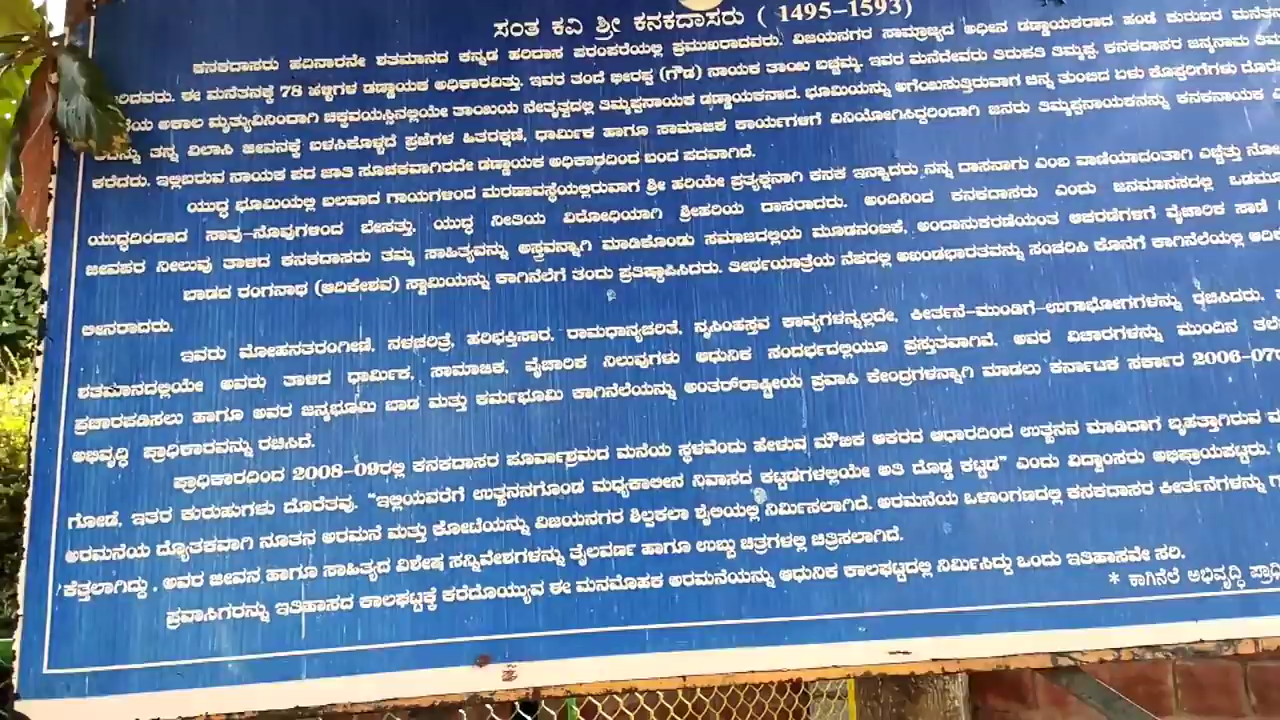 ಸಂತ ಕವಿ ಶ್ರೀ ಕನಕದಾಸರು ( 1495–1593)
ಕನಕದಾಸರು ಹದಿನಾರನೇ ಶತಮಾನದ ಕನ್ನಡ ಹರಿದಾಸ ಪರಂಪರೆಯಲ್ಲಿ ಪ್ರಮುಖರಾದವರು. ವಿಜಯನಗರ ಸಾಮ್ರಾಜ್ಯದ ಅಧೀನ ಡಣ್ಣಾಯಕರಾದ ಹಂಡೆ ಕುರುಬರ ಮನೆತನ
ಈ ಮನೆತನಕ್ಕೆ 78 ಹಳ್ಳಿಗಳ ಡಣ್ಣಾಯಕ ಅಧಿಕಾರವಿತ್ತು. ಇವರ ತಂದೆ ಭೀರಪ್ಪ (ಗೌಡ) ನಾಯಕ ತಾಯಿ ಬಚ್ಚಮ್ಮ. ಇವರ ಮನೆದೇವರು ತಿರುಪತಿ ತಿಮ್ಮಪ್ಪ. ಕನಕದಾಸರ ಜನ್ಮನಾಮ
ಅಕಾಲ ಮೃತ್ಯುವಿನಿಂದಾಗಿ ಚಿಕ್ಕವಯಸ್ಸಿನಲ್ಲಿಯೇ ತಾಯಿಯ ನೇತೃತ್ವದಲ್ಲಿ ತಿಮ್ಮಪ್ಪನಾಯಕ ಡಣ್ಣಾಯಕನಾದ. ಭೂಮಿಯನ್ನು ಅಗೆಯಿಸುತ್ತಿರುವಾಗ ಚಿನ್ನ ತುಂಬಿದ ಏಳು ಕೊಪ್ಪರಿಗೆಗಳು
ತನ್ನ ವಿಲಾಸಿ ಜೀವನಕ್ಕೆ ಬಳಸಿಕೊಳ್ಳದೆ ಪ್ರಜೆಗಳ ಹಿತರಕ್ಷಣೆ, ಧಾರ್ಮಿಕ ಹಾಗೂ ಸಾಮಾಜಿಕ ಕಾರ್ಯಗಳಿಗೆ ವಿನಿಯೋಗಿಸಿದ್ದರಿಂದಾಗಿ ಜನರು ತಿಮ್ಮಪ್ಪನಾಯಕನನ್ನು ಕನಕನಾಯಕ
ಕರೆದರು. ಇಲ್ಲಿಬರುವ ನಾಯಕ ಪದ ಜಾತಿ ಸೂಚಕವಾಗಿರದೇ ಡಣ್ಣಾಯಕ ಅಧಿಕಾರದಿಂದ ಬಂದ ಪದವಾಗಿದೆ.
ಯುದ್ಧ ಭೂಮಿಯಲ್ಲಿ ಬಲವಾದ ಗಾಯಗಳಿಂದ ಮರಣಾವಸ್ಥೆಯಲ್ಲಿರುವಾಗ ಶ್ರೀ ಹರಿಯೇ ಪ್ರತ್ಯಕ್ಷನಾಗಿ ಕನಕ ಇನ್ನಾದರು ನನ್ನ ದಾಸನಾಗು ಎಂಬ ವಾಣಿಯಾದಂತಾಗಿ ಎಚ್ಚೆತ್ತು
ಯುದ್ಧದಿಂದಾದ ಸಾವು–ನೋವುಗಳಿಂದ ಬೇಸತ್ತು, ಯುದ್ಧ ನೀತಿಯ ವಿರೋಧಿಯಾಗಿ ಶ್ರೀಹರಿಯ ದಾಸರಾದರು. ಅಂದಿನಿಂದ ಕನಕದಾಸರು ಎಂದು ಜನಮಾನಸದಲ್ಲಿ
ಜೀವಪರ ನೀಲುವು ತಾಳಿದ ಕನಕದಾಸರು ತಮ್ಮ ಸಾಹಿತ್ಯವನ್ನು ಅಸ್ತ್ರವನ್ನಾಗಿ ಮಾಡಿಕೊಂಡು ಸಮಾಜದಲ್ಲಿಯ ಮೂಢನಂಬಿಕೆ, ಅಂದಾನುಕರಣೆಯಂತ ಆಚರಣೆಗಳಿಗೆ ವೈಚಾರಿಕ ಸಾಣೆ
ಬಾಡದ ರಂಗನಾಥ (ಆದಿಕೇಶವ) ಸ್ವಾಮಿಯನ್ನು ಕಾಗಿನೆಲೆಗೆ ತಂದು ಪ್ರತಿಷ್ಠಾಪಿಸಿದರು. ತೀರ್ಥಯಾತ್ರೆಯ ನೆಪದಲ್ಲಿ ಅಖಂಡಭಾರತವನ್ನು ಸಂಚರಿಸಿ ಕೊನೆಗೆ ಕಾಗಿನೆಲೆಯಲ್ಲಿ
ಲೀನರಾದರು.
ಇವರು ಮೋಹನತರಂಗಿಣಿ, ನಳಚರಿತ್ರೆ, ಹರಿಭಕ್ತಿಸಾರ, ರಾಮಧಾನ್ಯಚರಿತೆ, ನೃಸಿಂಹಸ್ತವ ಕಾವ್ಯಗಳನ್ನಲ್ಲದೇ, ಕೀರ್ತನೆ–ಮುಂಡಿಗೆ–ಉಗಾಭೋಗಗಳನ್ನು ರಚಿಸಿದರು.
ಶತಮಾನದಲ್ಲಿಯೇ ಅವರು ತಾಳಿದ ಧಾರ್ಮಿಕ, ಸಾಮಾಜಿಕ, ವೈಚಾರಿಕ ನಿಲುವುಗಳು ಆಧುನಿಕ ಸಂದರ್ಭದಲ್ಲಿಯೂ ಪ್ರಸ್ತುತವಾಗಿವೆ. ಅವರ ವಿಚಾರಗಳನ್ನು ಮುಂದಿನ
ಪ್ರಚಾರಪಡಿಸಲು ಹಾಗೂ ಅವರ ಜನ್ಮಭೂಮಿ ಬಾಡ ಮತ್ತು ಕರ್ಮಭೂಮಿ ಕಾಗಿನೆಲೆಯನ್ನು ಅಂತರ್‌ರಾಷ್ಟ್ರೀಯ ಪ್ರವಾಸಿ ಕೇಂದ್ರಗಳನ್ನಾಗಿ ಮಾಡಲು ಕರ್ನಾಟಕ ಸರ್ಕಾರ 2006-07
ಅಭಿವೃದ್ಧಿ ಪ್ರಾಧಿಕಾರವನ್ನು ರಚಿಸಿದೆ.
ಪ್ರಾಧಿಕಾರದಿಂದ 2008–09ರಲ್ಲಿ ಕನಕದಾಸರ ಪೂರ್ವಾಶ್ರಮದ ಮನೆಯ ಸ್ಥಳವೆಂದು ಹೇಳುವ ಮೌಖಿಕ ಆಕರದ ಆಧಾರದಿಂದ ಉತ್ಖನನ ಮಾಡಿದಾಗ ಬೃಹತ್ತಾಗಿರುವ
ಗೋಡೆ, ಇತರ ಕುರುಹುಗಳು ದೊರೆತವು. “ಇಲ್ಲಿಯವರೆಗೆ ಉತ್ಖನನಗೊಂಡ ಮಧ್ಯಕಾಲೀನ ನಿವಾಸದ ಕಟ್ಟಡಗಳಲ್ಲಿಯೇ ಅತಿ ದೊಡ್ಡ ಕಟ್ಟಡ” ಎಂದು ವಿದ್ವಾಂಸರು ಅಭಿಪ್ರಾಯಪಟ್ಟರು.
ಅರಮನೆಯ ದ್ಯೋತಕವಾಗಿ ನೂತನ ಅರಮನೆ ಮತ್ತು ಕೋಟೆಯನ್ನು ವಿಜಯನಗರ ಶಿಲ್ಪಕಲಾ ಶೈಲಿಯಲ್ಲಿ ನಿರ್ಮಿಸಲಾಗಿದೆ. ಅರಮನೆಯ ಒಳಾಂಗಣದಲ್ಲಿ ಕನಕದಾಸರ ಕೀರ್ತನೆಗಳನ್ನು
ಕೆತ್ತಲಾಗಿದ್ದು , ಅವರ ಜೀವನ ಹಾಗೂ ಸಾಹಿತ್ಯದ ವಿಶೇಷ ಸನ್ನಿವೇಶಗಳನ್ನು ತೈಲವರ್ಣ ಹಾಗೂ ಉಬ್ಬು ಚಿತ್ರಗಳಲ್ಲಿ ಚಿತ್ರಿಸಲಾಗಿದೆ.
ಪ್ರವಾಸಿಗರನ್ನು ಇತಿಹಾಸದ ಕಾಲಘಟ್ಟಕ್ಕೆ ಕರೆದೊಯ್ಯುವ ಈ ಮನಮೋಹಕ ಅರಮನೆಯನ್ನು ಆಧುನಿಕ ಕಾಲಘಟ್ಟದಲ್ಲಿ ನಿರ್ಮಿಸಿದ್ದು ಒಂದು ಇತಿಹಾಸವೇ ಸರಿ.
* ಕಾಗಿನೆಲೆ ಅಭಿವೃದ್ಧಿ